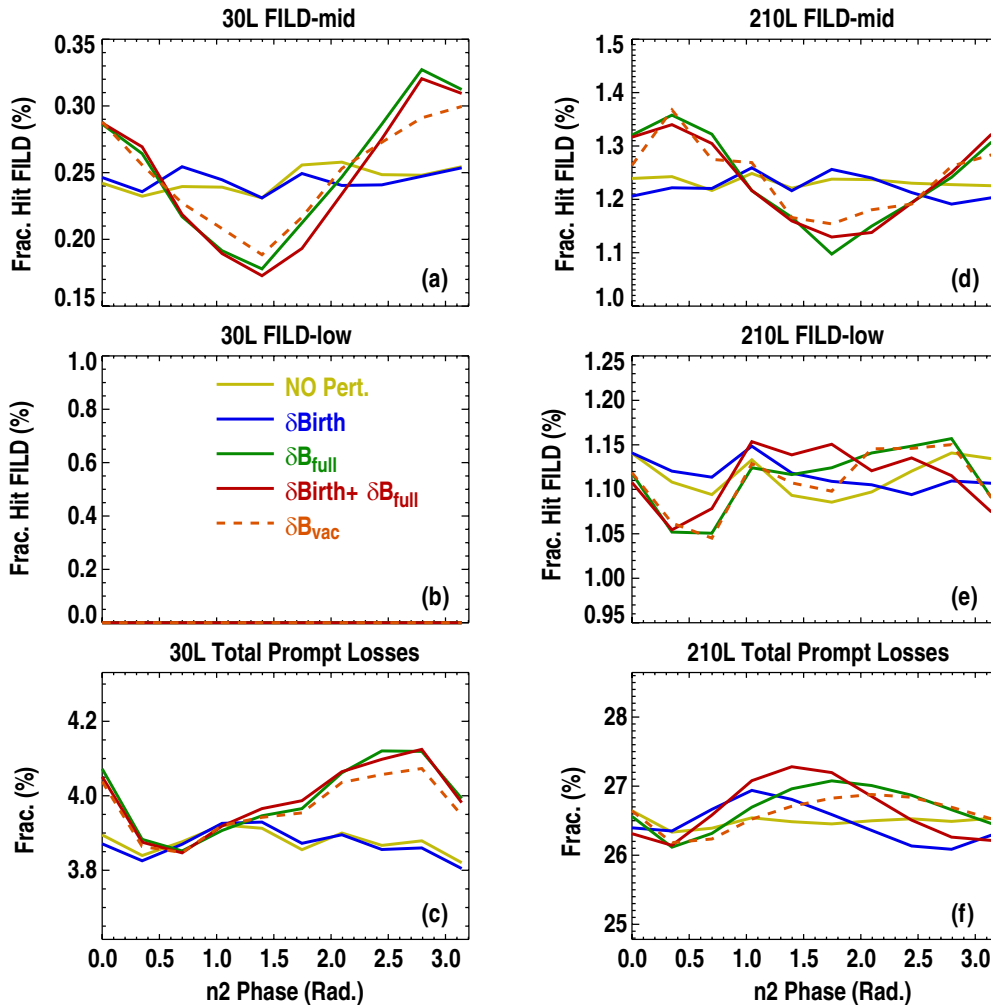 30L FILD-mid
Frac. Hit FILD (%)
0.35
0.30
0.25
0.20
0.15
(a)
30L FILD-low
Frac. Hit FILD (%)
1.0
0.8
0.6
0.4
0.2
0.0
NO Pert.
δBirth
δB_full
δBirth+ δB_full
δB_vac
(b)
30L Total Prompt Losses
Frac. (%)
4.2
4.0
3.8
(c)
0.0 0.5 1.0 1.5 2.0 2.5 3.0
n2 Phase (Rad.)
210L FILD-mid
Frac. Hit FILD (%)
1.5
1.4
1.3
1.2
1.1
1.0
(d)
210L FILD-low
Frac. Hit FILD (%)
1.25
1.20
1.15
1.10
1.05
1.00
0.95
(e)
210L Total Prompt Losses
Frac. (%)
28
27
26
25
(f)
0.0 0.5 1.0 1.5 2.0 2.5 3.0
n2 Phase (Rad.)